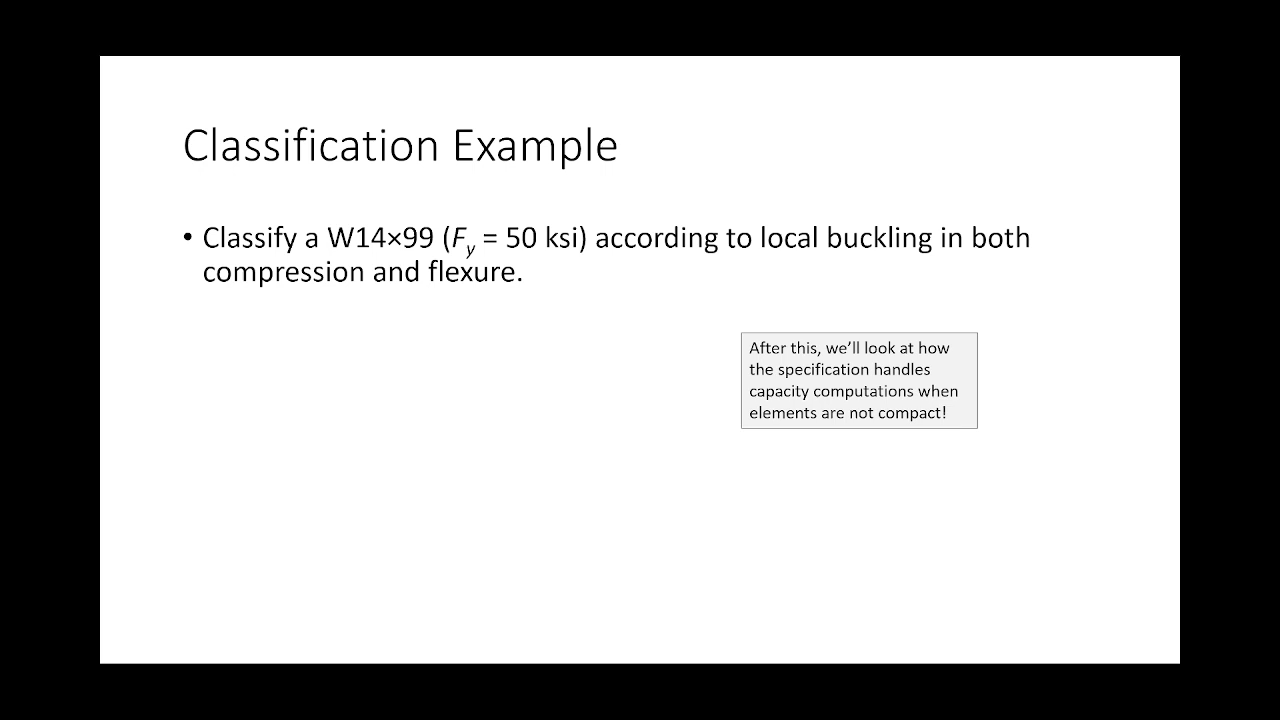 Classification Example
• Classify a W14×99 (Fy = 50 ksi) according to local buckling in both
compression and flexure.
After this, we'll look at how
the specification handles
capacity computations when
elements are not compact!